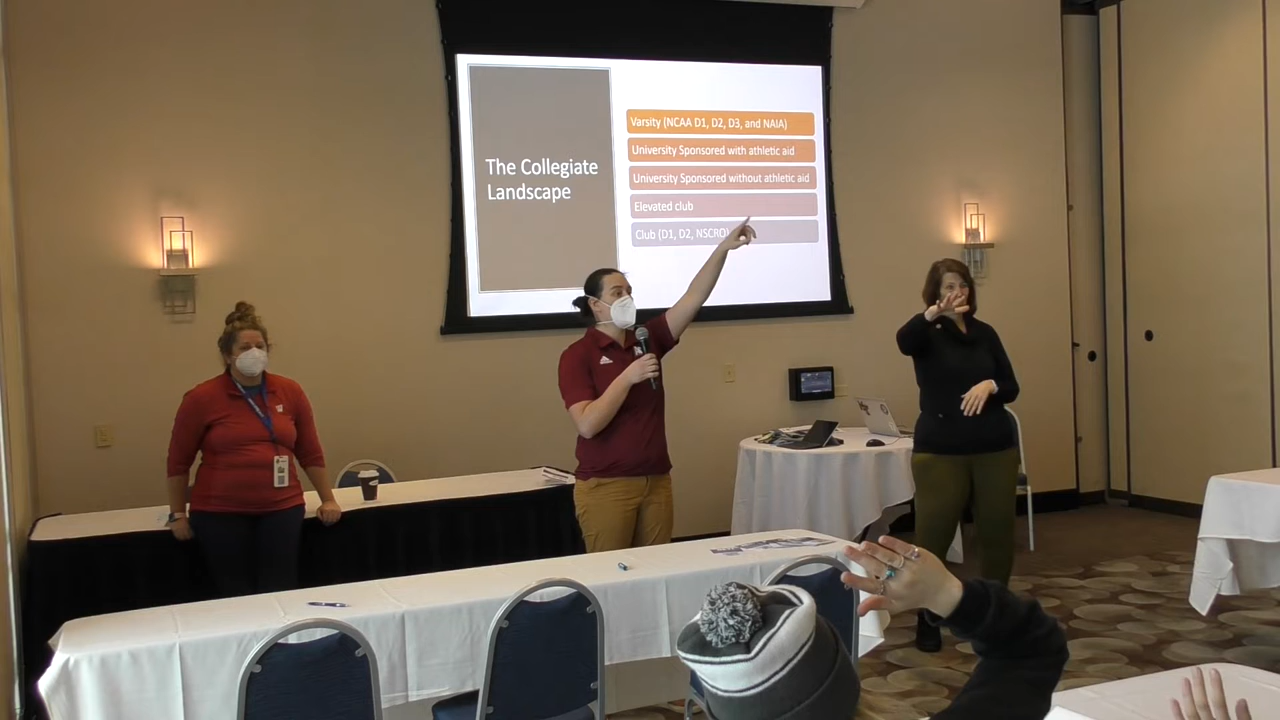 The Collegiate
Landscape
Varsity (NCAA D1, D2, D3, and NAIA)
University Sponsored with athletic aid
University Sponsored without athletic aid
Elevated club
Club (D1, D2, NSCRO)